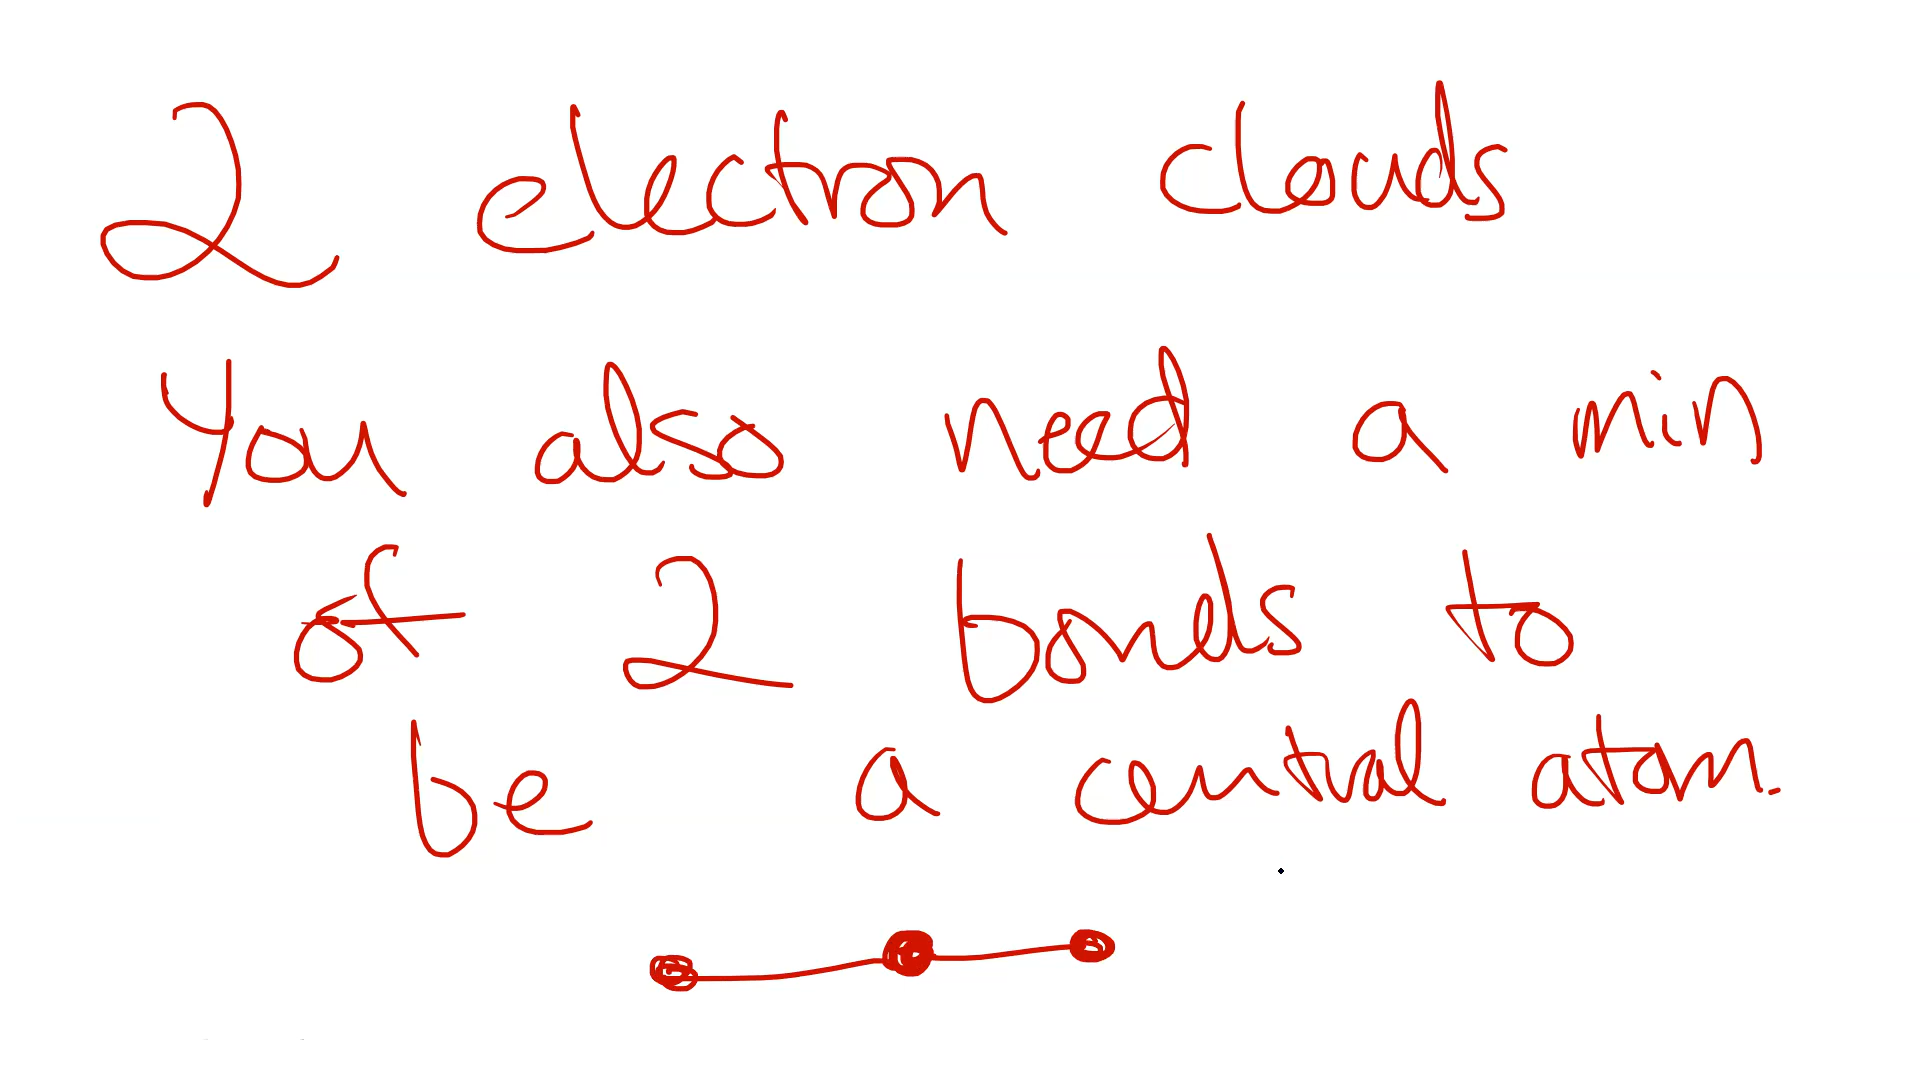 2 electron clouds
You also need a min
of 2 bonds to
be a central atom.